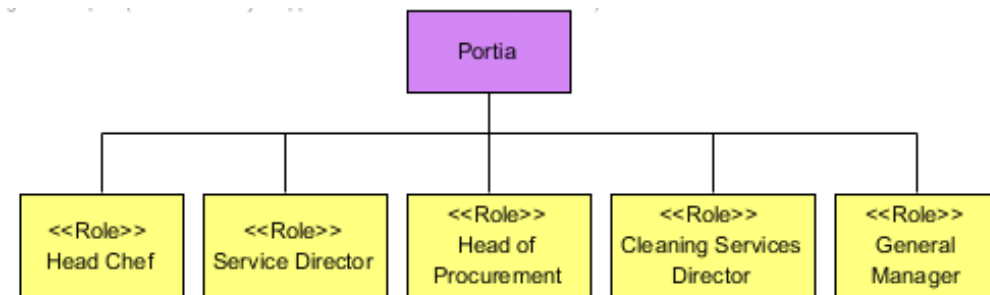 Portia
<<Role>>
Head Chef
<<Role>>
Service Director
<<Role>>
Head of
Procurement
<<Role>>
Cleaning Services
Director
<<Role>>
General
Manager